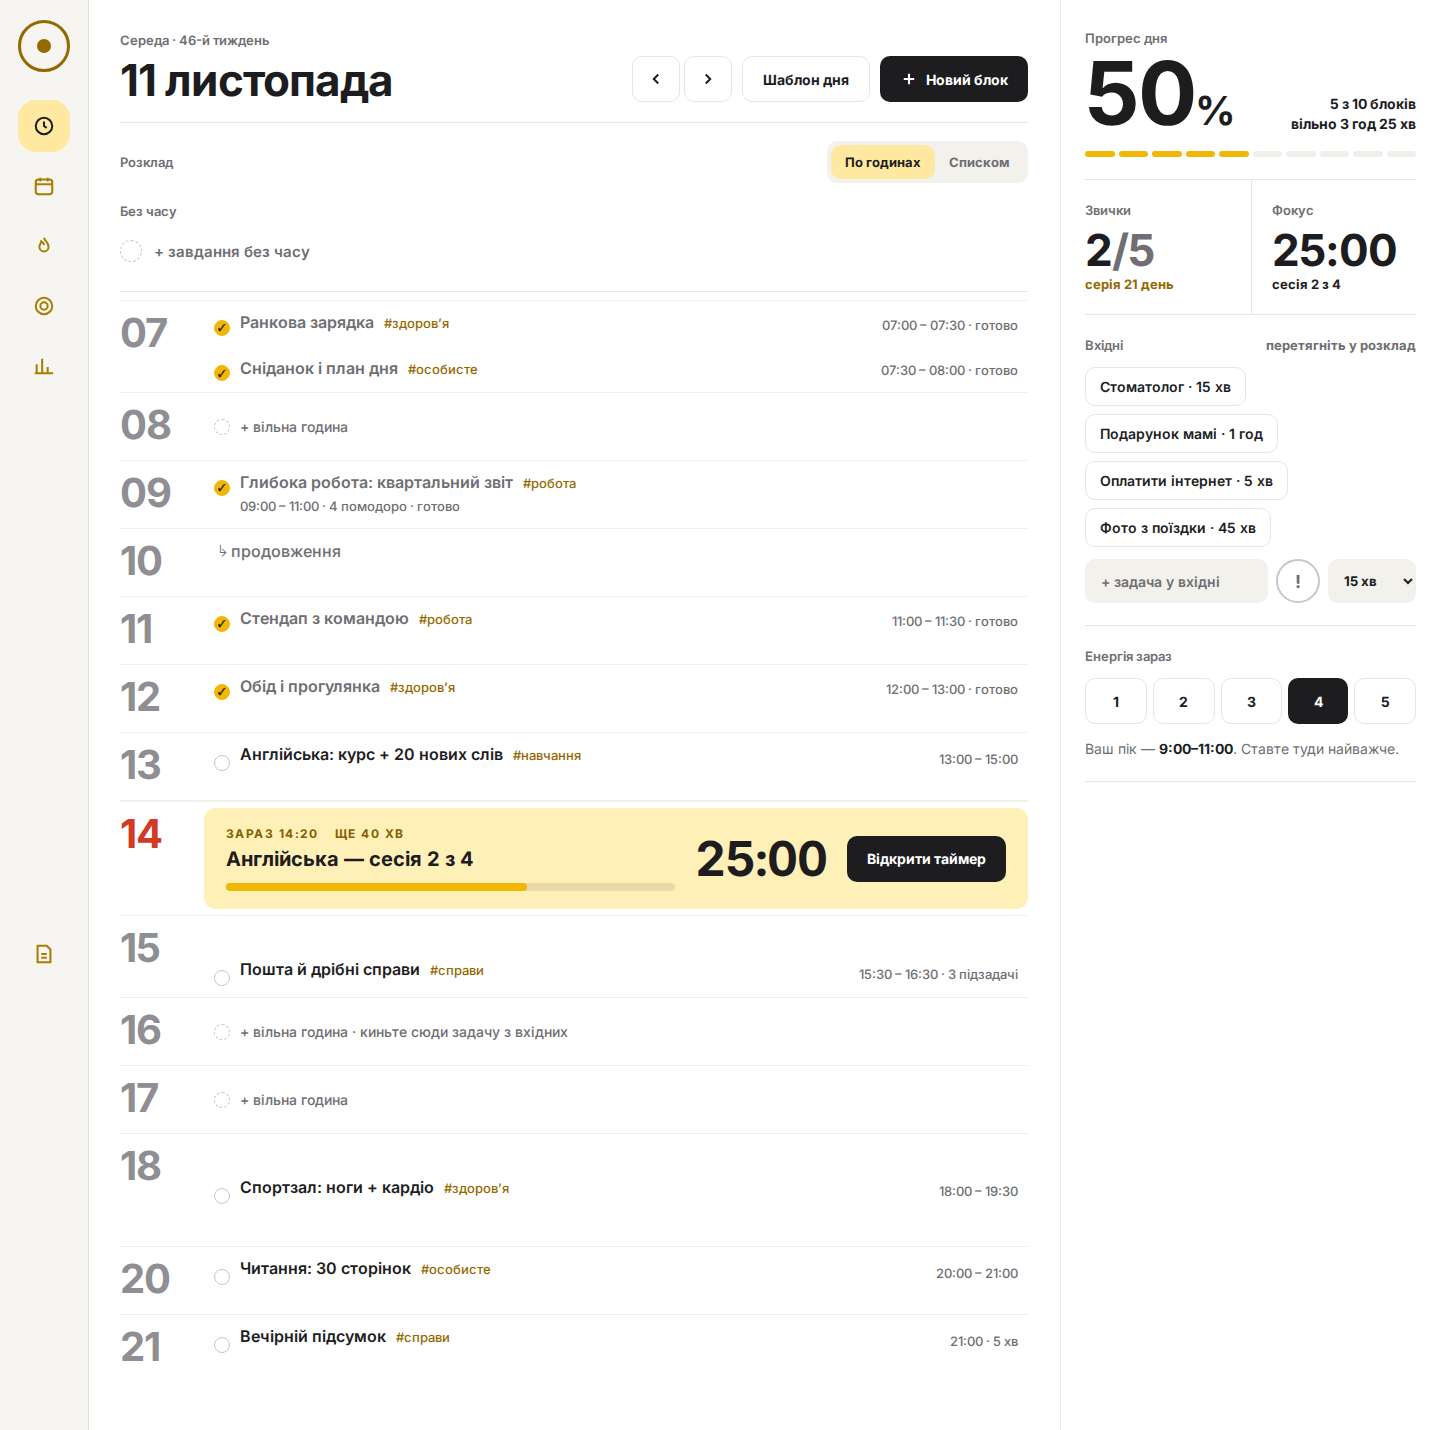 Середа · 46-й тиждень
11 листопада
Шаблон дня
+ Новий блок
Розклад
По годинах
Списком
Без часу
+ завдання без часу
07
Ранкова зарядка #здоров’я
07:00 – 07:30 · готово
Сніданок і план дня #особисте
07:30 – 08:00 · готово
08
+ вільна година
09
Глибока робота: квартальний звіт #робота
09:00 – 11:00 · 4 помодоро · готово
10
↳ продовження
11
Стендап з командою #робота
11:00 – 11:30 · готово
12
Обід і прогулянка #здоров’я
12:00 – 13:00 · готово
13
Англійська: курс + 20 нових слів #навчання
13:00 – 15:00
14
ЗАРАЗ 14:20 ЩЕ 40 ХВ
Англійська — сесія 2 з 4
25:00
Відкрити таймер
15
Пошта й дрібні справи #справи
15:30 – 16:30 · 3 підзадачі
16
+ вільна година · киньте сюди задачу з вхідних
17
+ вільна година
18
Спортзал: ноги + кардіо #здоров’я
18:00 – 19:30
20
Читання: 30 сторінок #особисте
20:00 – 21:00
21
Вечірній підсумок #справи
21:00 · 5 хв
Прогрес дня
50%
5 з 10 блоків
вільно 3 год 25 хв
Звички
2/5
серія 21 день
Фокус
25:00
сесія 2 з 4
Вхідні
перетягніть у розклад
Стоматолог · 15 хв
Подарунок мамі · 1 год
Оплатити інтернет · 5 хв
Фото з поїздки · 45 хв
+ задача у вхідні
!
15 хв
Енергія зараз
1
2
3
4
5
Ваш пік — 9:00–11:00. Ставте туди найважче.